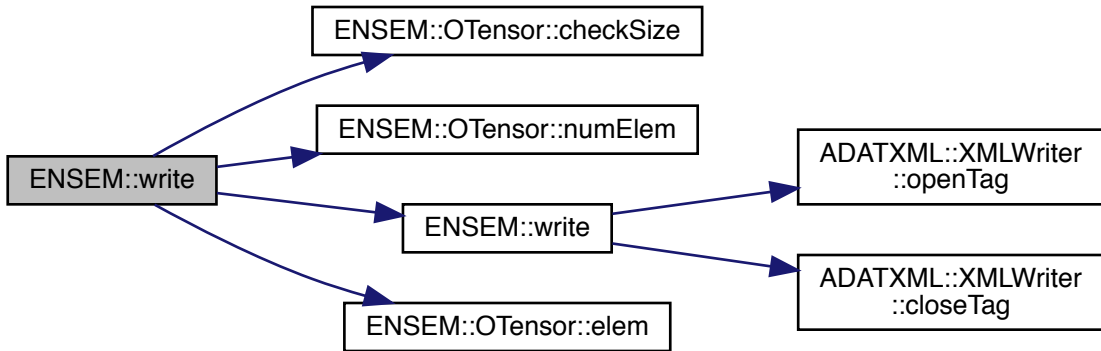 ENSEM::write
ENSEM::OTensor::checkSize
ENSEM::OTensor::numElem
ENSEM::write
ENSEM::OTensor::elem
ADATXML::XMLWriter
::openTag
ADATXML::XMLWriter
::closeTag